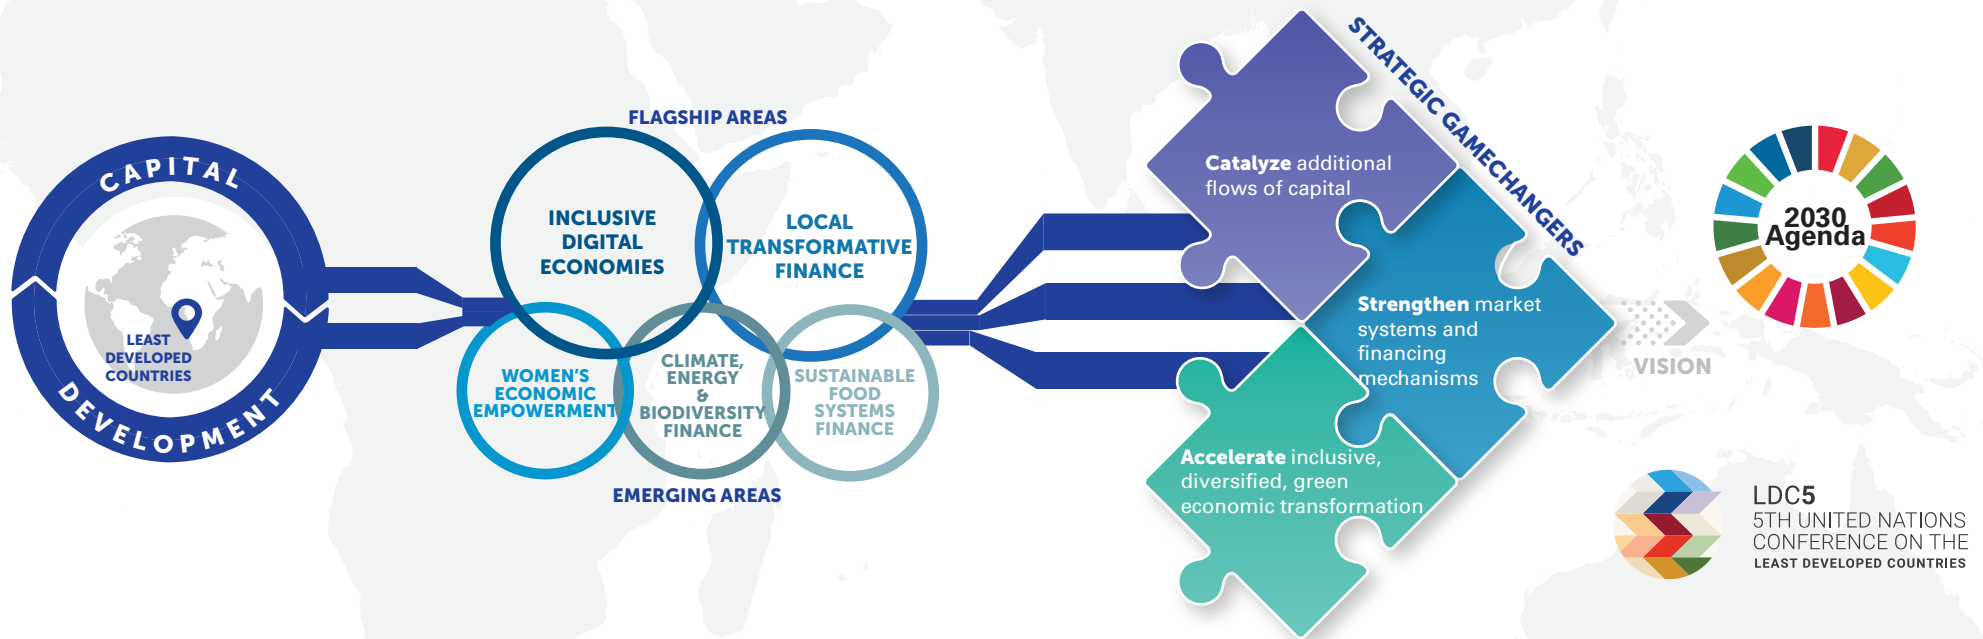 CAPITAL
DEVELOPMENT
LEAST
DEVELOPED
COUNTRIES
FLAGSHIP AREAS
INCLUSIVE
DIGITAL
ECONOMIES
LOCAL
TRANSFORMATIVE
FINANCE
WOMEN'S
ECONOMIC
EMPOWERMENT
CLIMATE,
ENERGY
&
BIODIVERSITY
FINANCE
SUSTAINABLE
FOOD
SYSTEMS
FINANCE
EMERGING AREAS
STRATEGIC GAMECHANGERS
Catalyze additional
flows of capital
Strengthen market
systems and
financing
mechanisms
Accelerate inclusive,
diversified, green
economic transformation
VISION
2030
Agenda
LDC5
5TH UNITED NATIONS
CONFERENCE ON THE
LEAST DEVELOPED COUNTRIES